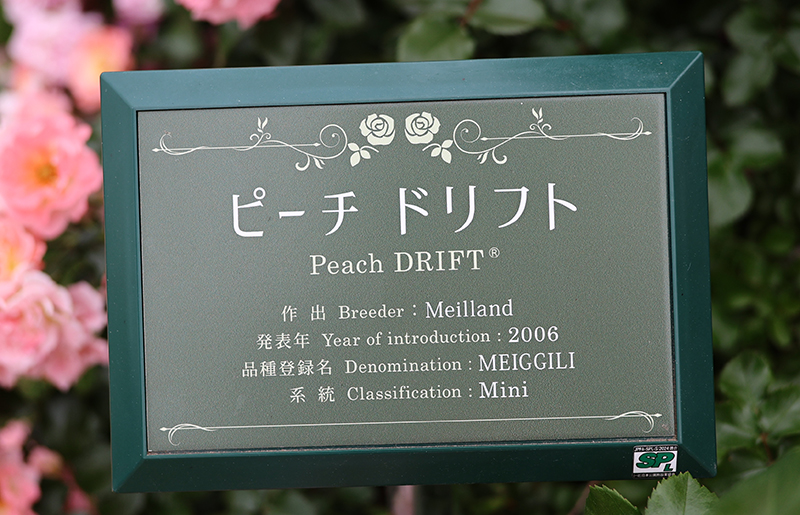 ピーチ ドリフト
Peach DRIFT®
作出 Breeder : Meilland
発表年 Year of introduction : 2006
品種登録名 Denomination : MEIGGILI
系統 Classification : Mini
SPL